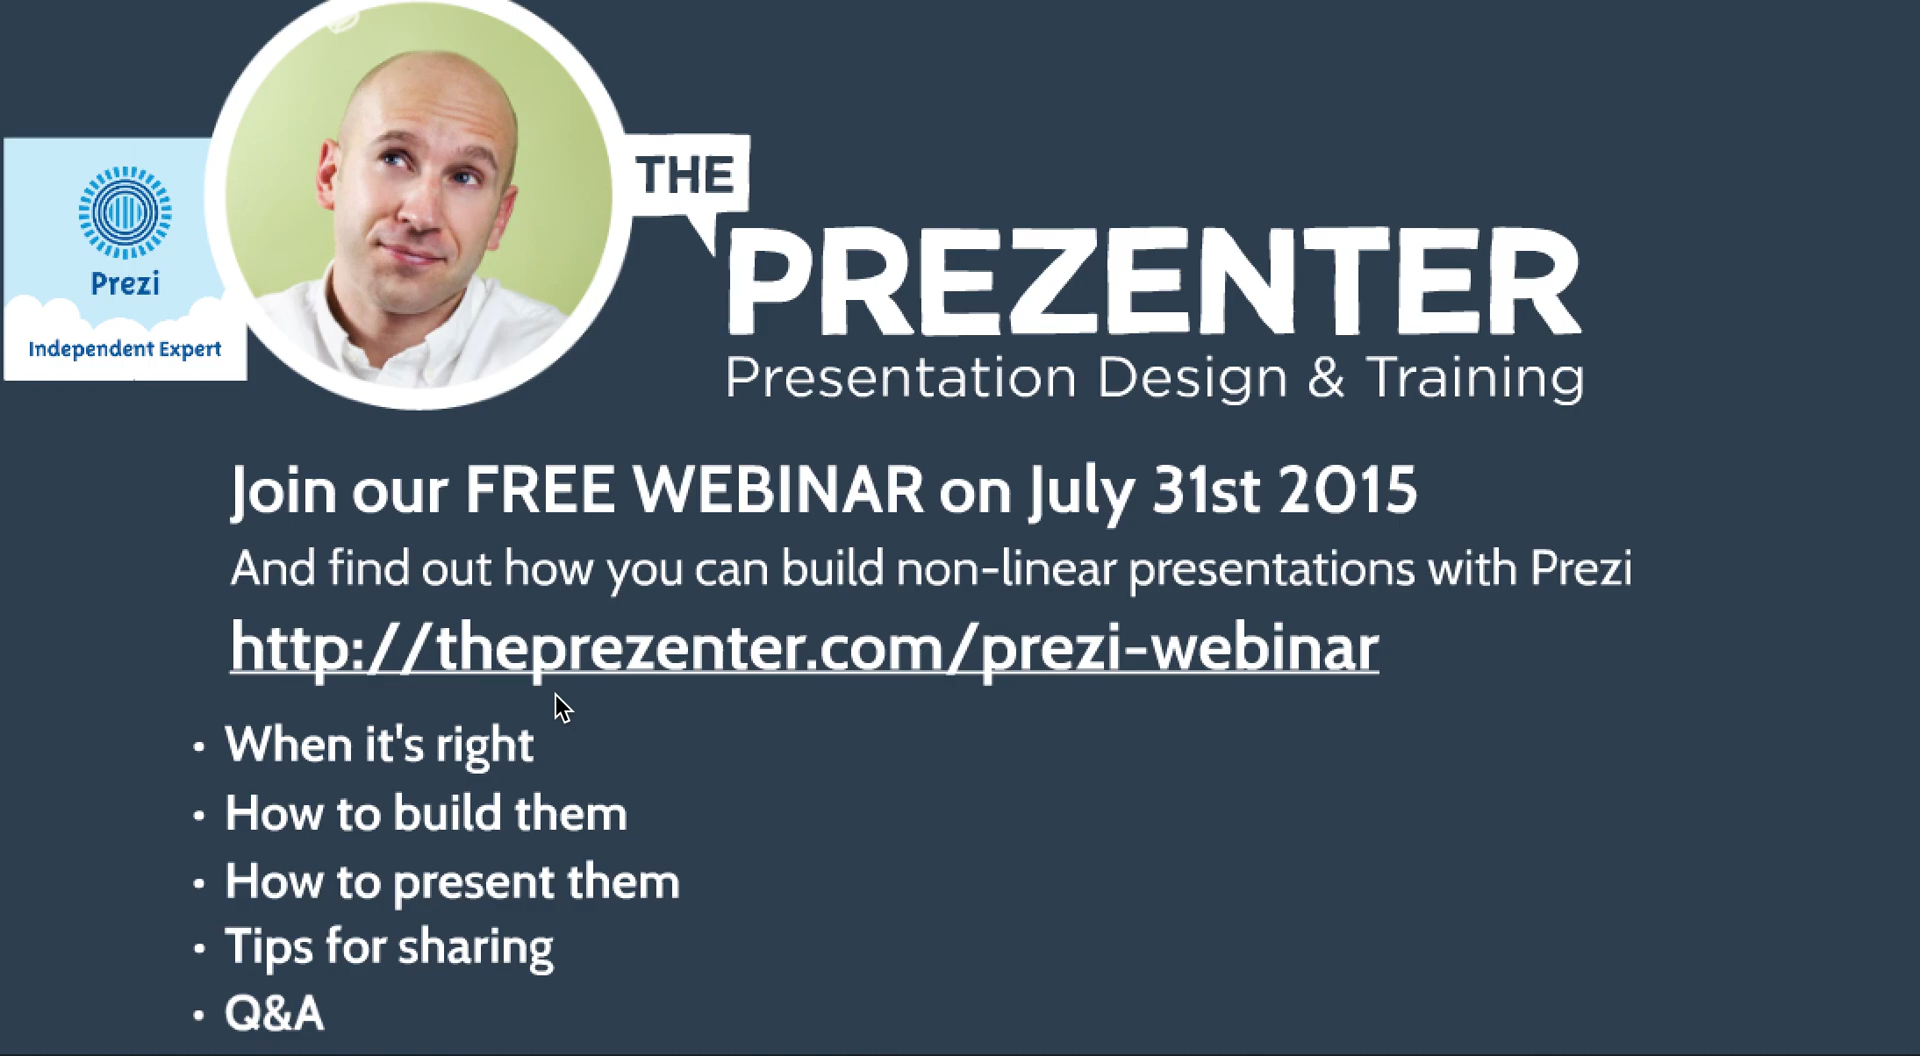 Prezi
Independent Expert
THE
PREZENTER
Presentation Design & Training
Join our FREE WEBINAR on July 31st 2015
And find out how you can build non-linear presentations with Prezi
http://theprezenter.com/prezi-webinar
• When it's right
• How to build them
• How to present them
• Tips for sharing
• Q&A